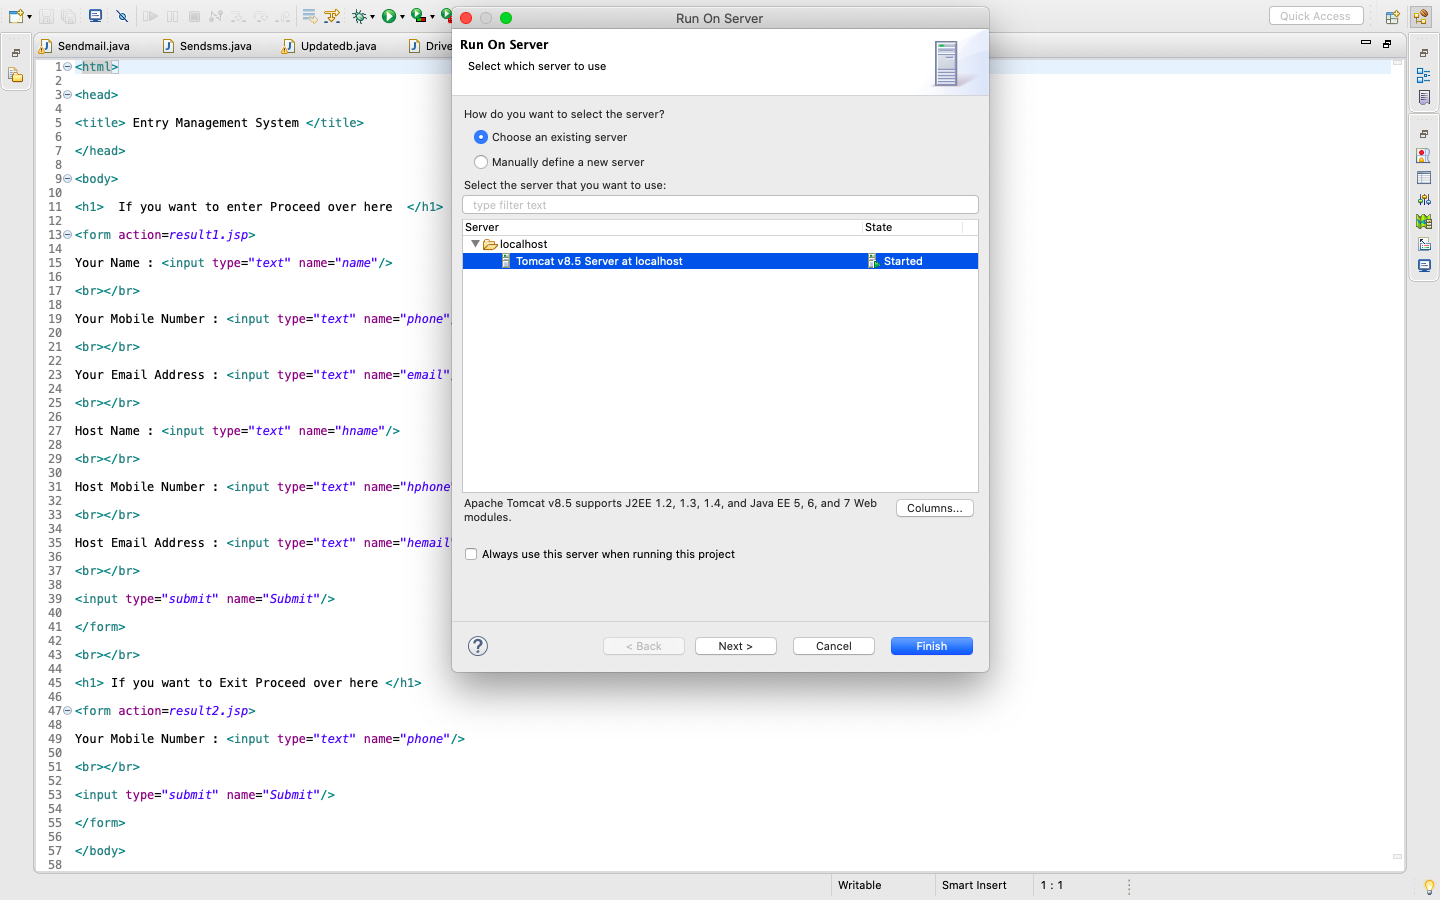 Run On Server
Quick Access
Sendmail.java
Sendsms.java
Updatedb.java
Drive
1 <html>
2
3 <head>
4
5 <title> Entry Management System </title>
6
7 </head>
8
9 <body>
10
11 <h1>  If you want to enter Proceed over here  </h1>
12
13 <form action=result1.jsp>
14
15 Your Name : <input type="text" name="name"/>
16
17 <br></br>
18
19 Your Mobile Number : <input type="text" name="phone"
20
21 <br></br>
22
23 Your Email Address : <input type="text" name="email"
24
25 <br></br>
26
27 Host Name : <input type="text" name="hname"/>
28
29 <br></br>
30
31 Host Mobile Number : <input type="text" name="hphone
32
33 <br></br>
34
35 Host Email Address : <input type="text" name="hemail
36
37 <br></br>
38
39 <input type="submit" name="Submit"/>
40
41 </form>
42
43 <br></br>
44
45 <h1> If you want to Exit Proceed over here </h1>
46
47 <form action=result2.jsp>
48
49 Your Mobile Number : <input type="text" name="phone"/>
50
51 <br></br>
52
53 <input type="submit" name="Submit"/>
54
55 </form>
56
57 </body>
58
Run On Server
Select which server to use
How do you want to select the server?
Choose an existing server
Manually define a new server
Select the server that you want to use:
type filter text
Server State
localhost
Tomcat v8.5 Server at localhost Started
Apache Tomcat v8.5 supports J2EE 1.2, 1.3, 1.4, and Java EE 5, 6, and 7 Web
modules.
Columns...
Always use this server when running this project
?
< Back
Next >
Cancel
Finish
Writable
Smart Insert
1 : 1